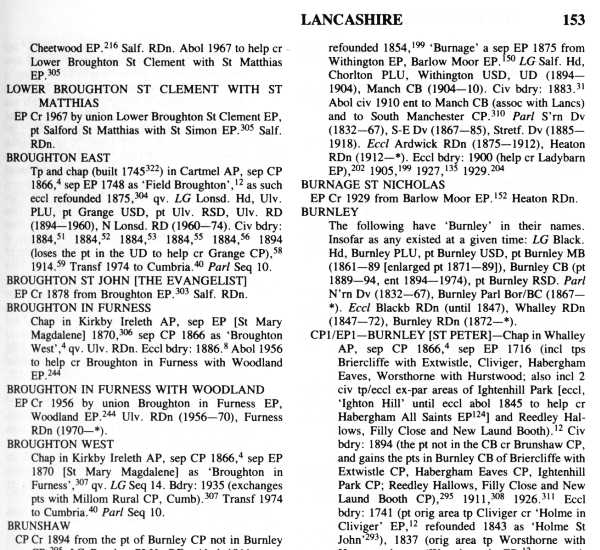 LANCASHIRE 153
Cheetwood EP.216 Salf. RDn. Abol 1967 to help cr
Lower Broughton St Clement with St Matthias
EP.305
LOWER BROUGHTON ST CLEMENT WITH ST
MATTHIAS
EP Cr 1967 by union Lower Broughton St Clement EP,
pt Salford St Matthias with St Simon EP.305 Salf.
RDn.
BROUGHTON EAST
Tp and chap (built 1745322) in Cartmel AP, sep CP
1866,4 sep EP 1748 as 'Field Broughton',12 as such
eccl refounded 1875,304 qv. LG Lonsd. Hd, Ulv.
PLU, pt Grange USD, pt Ulv. RSD, Ulv. RD
(1894—1960), N Lonsd. RD (1960—74). Civ bdry:
1884,51 1884,52 1884,53 1884,55 1884,56 1894
(loses the pt in the UD to help cr Grange CP),58
1914.59 Transf 1974 to Cumbria.40 Parl Seq 10.
BROUGHTON ST JOHN [THE EVANGELIST]
EP Cr 1878 from Broughton EP.303 Salf. RDn.
BROUGHTON IN FURNESS
Chap in Kirkby Ireleth AP, sep EP [St Mary
Magdalene] 1870,306 sep CP 1866 as 'Broughton
West',4 qv. Ulv. RDn. Eccl bdry: 1886.8 Abol 1956
to help cr Broughton in Furness with Woodland
EP.244
BROUGHTON IN FURNESS WITH WOODLAND
EP Cr 1956 by union Broughton in Furness EP,
Woodland EP.244 Ulv. RDn (1956—70), Furness
RDn (1970—*).
BROUGHTON WEST
Chap in Kirkby Ireleth AP, sep CP 1866,4 sep EP
1870 [St Mary Magdalene] as 'Broughton in
Furness',307 qv. LG Seq 14. Bdry: 1935 (exchanges
pts with Millom Rural CP, Cumb).307 Transf 1974
to Cumbria.40 Parl Seq 10.
BRUNSHAW
CP Cr 1894 from the pt of Burnley CP not in Burnley
refounded 1854,199 'Burnage' a sep EP 1875 from
Withington EP, Barlow Moor EP.150 LG Salf. Hd,
Chorlton PLU, Withington USD, UD (1894—
1904), Manch CB (1904—10). Civ bdry: 1883.31
Abol civ 1910 ent to Manch CB (assoc with Lancs)
and to South Manchester CP.310 Parl S'rn Dv
(1832—67), S-E Dv (1867—85), Stretf. Dv (1885—
1918). Eccl Ardwick RDn (1875—1912), Heaton
RDn (1912—*). Eccl bdry: 1900 (help cr Ladybarn
EP),202 1905,199 1927,135 1929.204
BURNAGE ST NICHOLAS
EP Cr 1929 from Barlow Moor EP.152 Heaton RDn.
BURNLEY
The following have 'Burnley' in their names.
Insofar as any existed at a given time: LG Black.
Hd, Burnley PLU, pt Burnley USD, pt Burnley MB
(1861—89 [enlarged pt 1871—89]), Burnley CB (pt
1889—94, ent 1894—1974), pt Burnley RSD. Parl
N'rn Dv (1832—67), Burnley Parl Bor/BC (1867—
*). Eccl Blackb RDn (until 1847), Whalley RDn
(1847—72), Burnley RDn (1872—*).
CP1/EP1—BURNLEY [ST PETER]—Chap in Whalley
AP, sep CP 1866,4 sep EP 1716 (incl tps
Briercliffe with Extwistle, Cliviger, Habergham
Eaves, Worsthorne with Hurstwood; also incl 2
civ tp/eccl ex-par areas of Ightenhill Park [eccl,
'Ighton Hill' until eccl abol 1845 to help cr
Habergham All Saints EP124] and Reedley Hal-
lows, Filly Close and New Laund Booth).12 Civ
bdry: 1894 (the pt not in the CB cr Brunshaw CP,
and gains the pts in Burnley CB of Briercliffe with
Extwistle CP, Habergham Eaves CP, Ightenhill
Park CP; Reedley Hallows, Filly Close and New
Laund Booth CP),295 1911,308 1926.311 Eccl
bdry: 1741 (pt orig area tp Cliviger cr 'Holme in
Cliviger' EP,12 refounded 1843 as 'Holme St
John'293), 1837 (orig area tp Worsthorne with